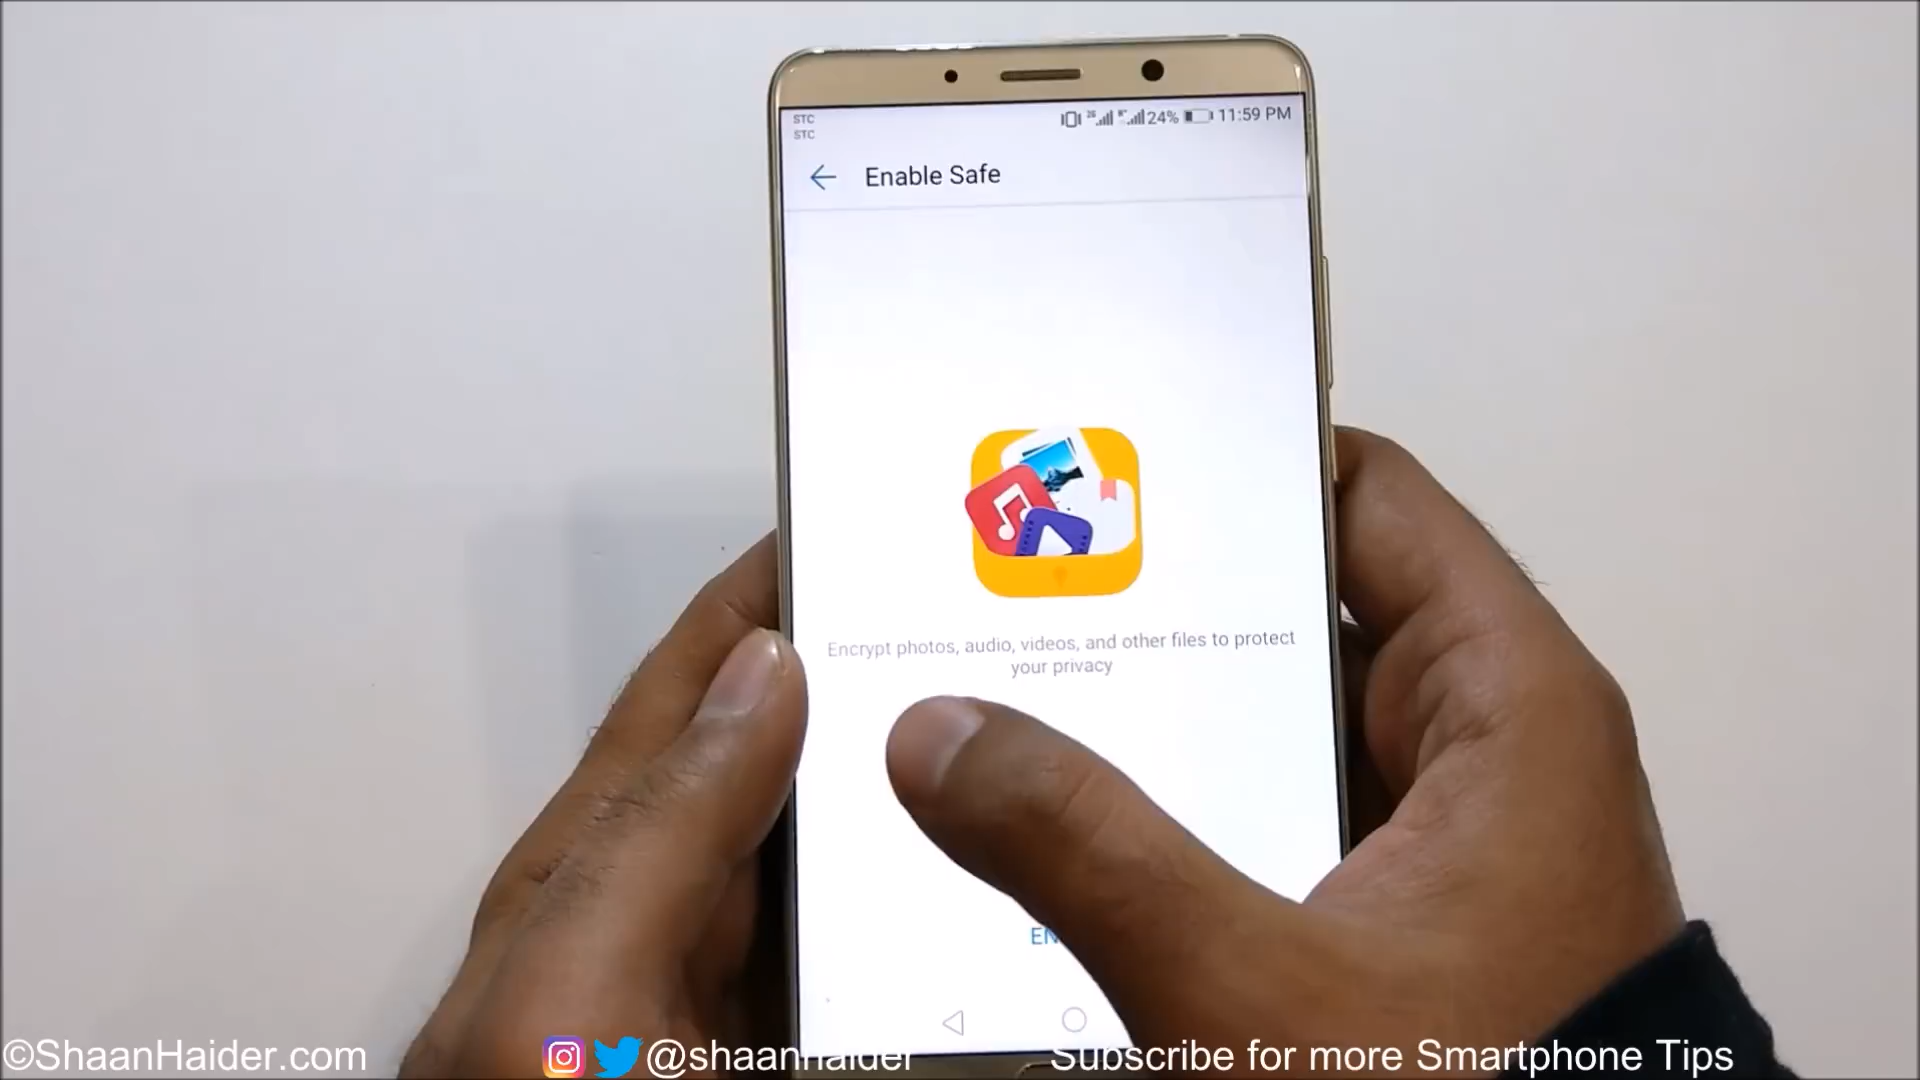 STC
STC
24% 11:59 PM
Enable Safe
Encrypt photos, audio, videos, and other files to protect
your privacy
©ShaanHaider.com
@shaanhaider
Subscribe for more Smartphone Tips